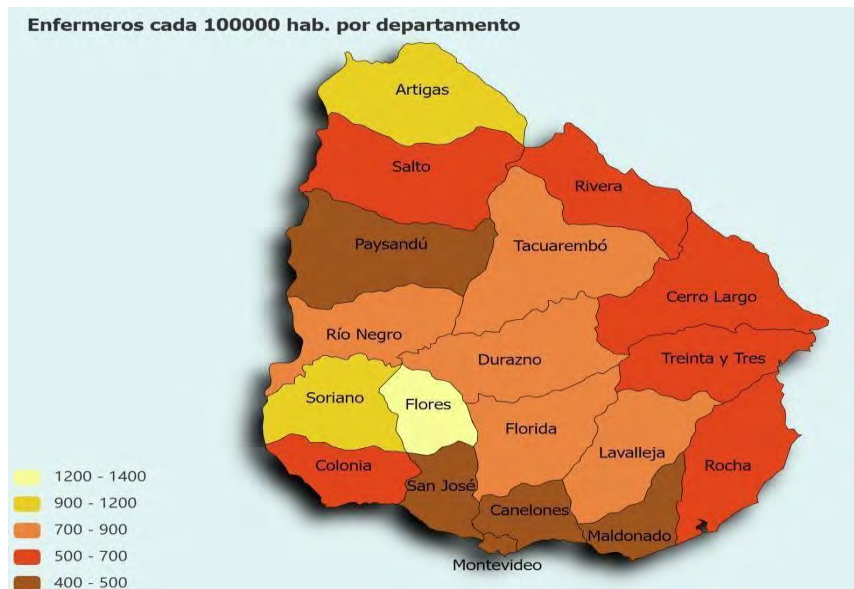 Enfermeros cada 100000 hab. por departamento
Artigas
Salto
Rivera
Paysandú
Tacuarembó
Cerro Largo
Río Negro
Durazno
Treinta y Tres
Soriano
Flores
Florida
Lavalleja
Colonia
San José
Rocha
Canelones
Maldonado
Montevideo
1200 - 1400
900 - 1200
700 - 900
500 - 700
400 - 500